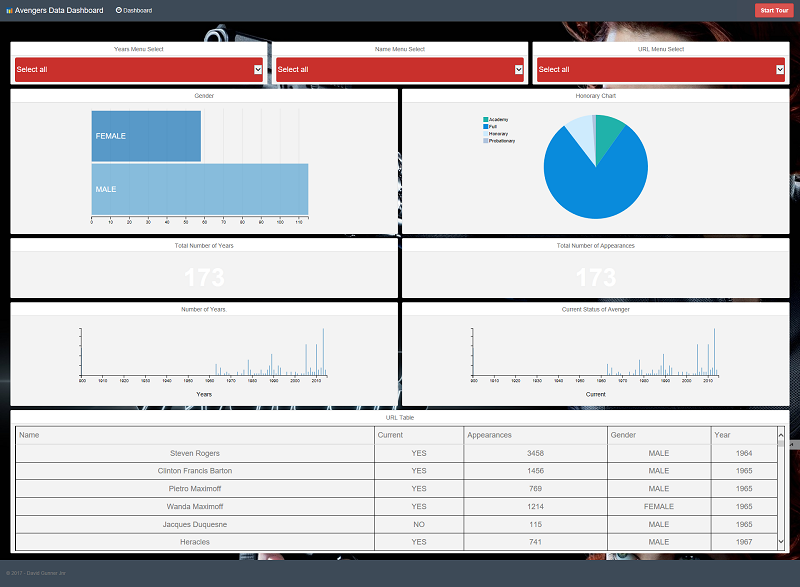 Avengers Data Dashboard Dashboard Start Tour
Years Menu Select Name Menu Select URL Menu Select
Select all Select all Select all
Gender
FEMALE
MALE
0 10 20 30 40 50 60 70 80 90 100 110
Honorary Chart
Academy
Full
Honorary
Probationary
Total Number of Years Total Number of Appearances
173 173
Number of Years
900 1910 1920 1930 1940 1950 1960 1970 1980 1990 2000 2010
Years
Current Status of Avenger
900 1910 1920 1930 1940 1950 1960 1970 1980 1990 2000 2010
Current
URL Table
Name Current Appearances Gender Year
Steven Rogers YES 3458 MALE 1964
Clinton Francis Barton YES 1456 MALE 1965
Pietro Maximoff YES 769 MALE 1965
Wanda Maximoff YES 1214 FEMALE 1965
Jacques Duquesne NO 115 MALE 1965
Heracles YES 741 MALE 1967
© 2017 - David